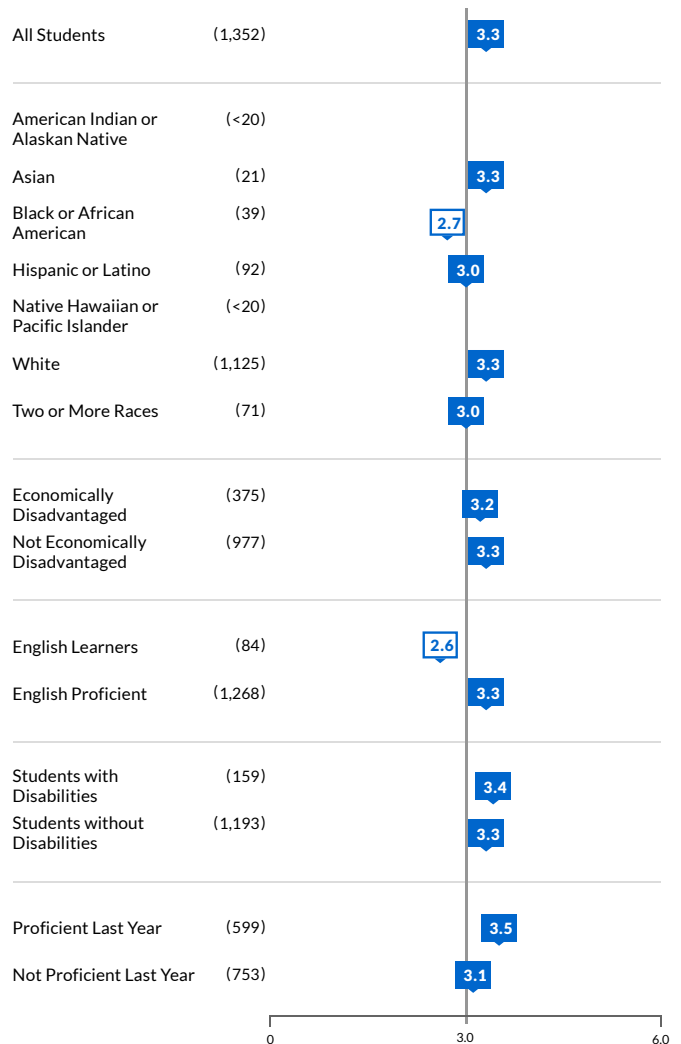 All Students (1,352) 3.3
American Indian or (<20)
Alaskan Native
Asian (21) 3.3
Black or African (39) 2.7
American
Hispanic or Latino (92) 3.0
Native Hawaiian or (<20)
Pacific Islander
White (1,125) 3.3
Two or More Races (71) 3.0
Economically (375) 3.2
Disadvantaged
Not Economically (977) 3.3
Disadvantaged
English Learners (84) 2.6
English Proficient (1,268) 3.3
Students with (159) 3.4
Disabilities
Students without (1,193) 3.3
Disabilities
Proficient Last Year (599) 3.5
Not Proficient Last Year (753) 3.1
0 3.0 6.0